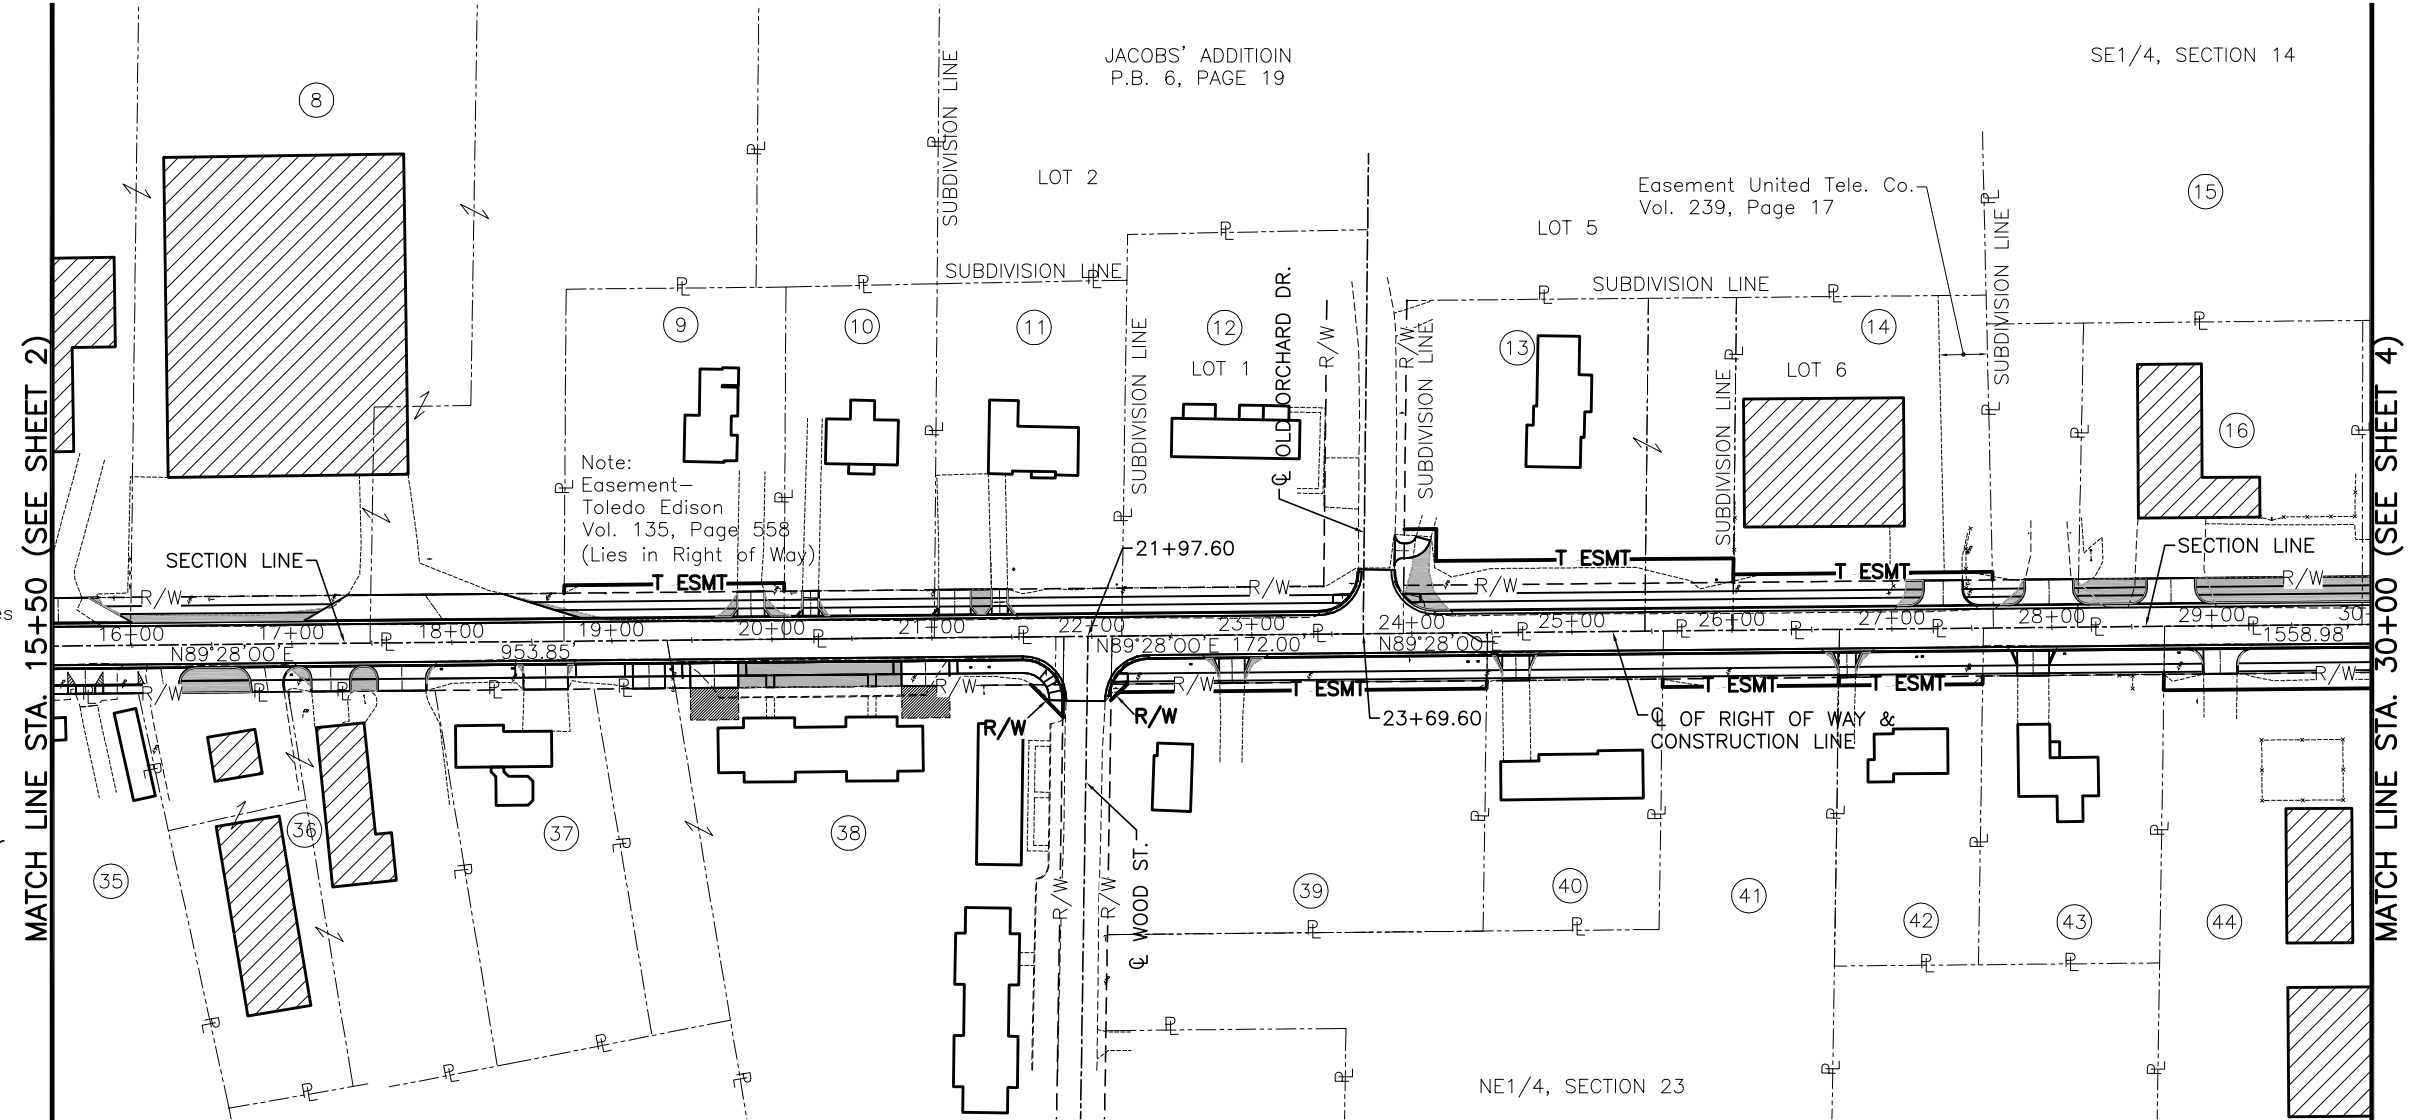 JACOBS' ADDITIOIN
P.B. 6, PAGE 19
SE1/4, SECTION 14
8
SUBDIVISION LINE
LOT 2
Easement United Tele. Co.
Vol. 239, Page 17
15
LOT 5
SUBDIVISION LINE
SUBDIVISION LINE
SUBDIVISION LINE
9
10
11
12
13
14
LOT 1
LOT 6
16
R/W
R/W
℄ OLD ORCHARD DR.
SUBDIVISION LINE
SUBDIVISION LINE
SUBDIVISION LINE
MATCH LINE STA. 15+50 (SEE SHEET 2)
MATCH LINE STA. 30+00 (SEE SHEET 4)
Note:
Easement-
Toledo Edison
Vol. 135, Page 558
(Lies in Right of Way)
SECTION LINE
21+97.60
SECTION LINE
T ESMT
T ESMT
T ESMT
R/W
R/W
R/W
R/W
es
16+00
17+00
18+00
19+00
20+00
21+00
22+00
23+00
24+00
25+00
26+00
27+00
28+00
29+00
30
N89°28'00"E
953.85'
N89°28'00"E
172.00'
N89°28'00
1558.98'
R/W
R/W
R/W
R/W
T ESMT
T ESMT
T ESMT
R/W
R/W
23+69.60
℄ OF RIGHT OF WAY &
CONSTRUCTION LINE
35
36
37
38
39
40
41
42
43
44
R/W
R/W
℄ WOOD ST.
NE1/4, SECTION 23